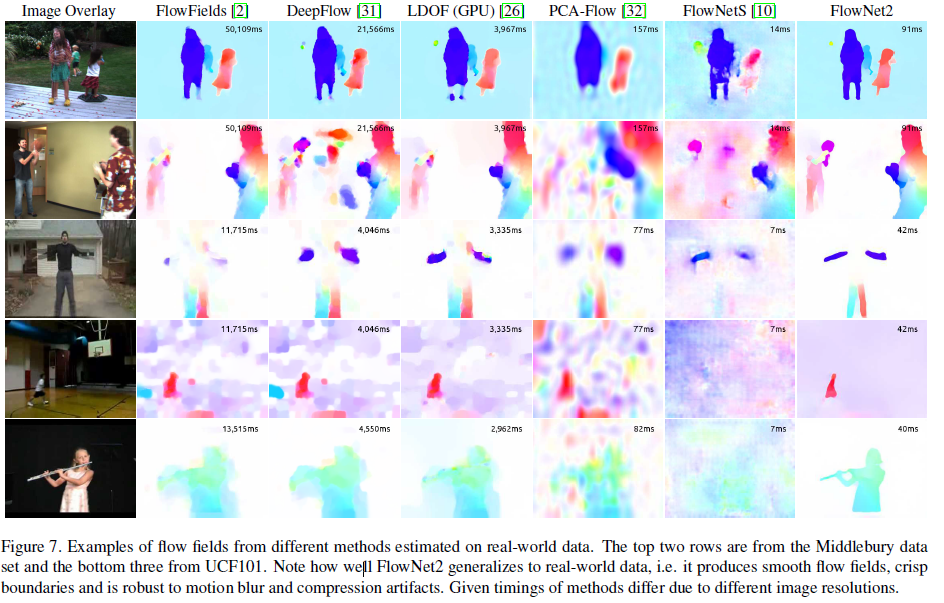 Image Overlay FlowFields [2] DeepFlow [31] LDOF (GPU) [26] PCA-Flow [32] FlowNetS [10] FlowNet2
50,109ms 21,566ms 3,967ms 157ms 14ms 91ms
50,109ms 21,566ms 3,967ms 157ms 14ms 91ms
11,715ms 4,046ms 3,335ms 77ms 7ms 42ms
11,715ms 4,046ms 3,335ms 77ms 7ms 42ms
13,515ms 4,550ms 2,962ms 82ms 7ms 40ms
Figure 7. Examples of flow fields from different methods estimated on real-world data. The top two rows are from the Middlebury data
set and the bottom three from UCF101. Note how well FlowNet2 generalizes to real-world data, i.e. it produces smooth flow fields, crisp
boundaries and is robust to motion blur and compression artifacts. Given timings of methods differ due to different image resolutions.